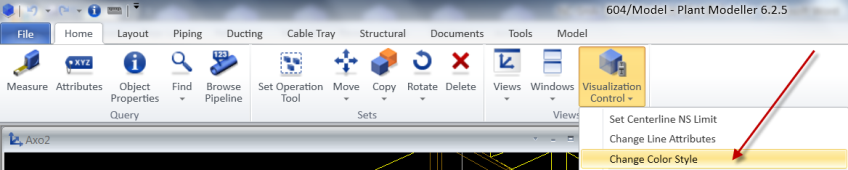 604/Model - Plant Modeller 6.2.5
File Home Layout Piping Ducting Cable Tray Structural Documents Tools Model
XYZ 123
Measure Attributes Object Properties Find Browse Pipeline Set Operation Tool Move Copy Rotate Delete Views Windows Visualization Control
Query Sets Views
Set Centerline NS Limit
Change Line Attributes
Axo2
Change Color Style